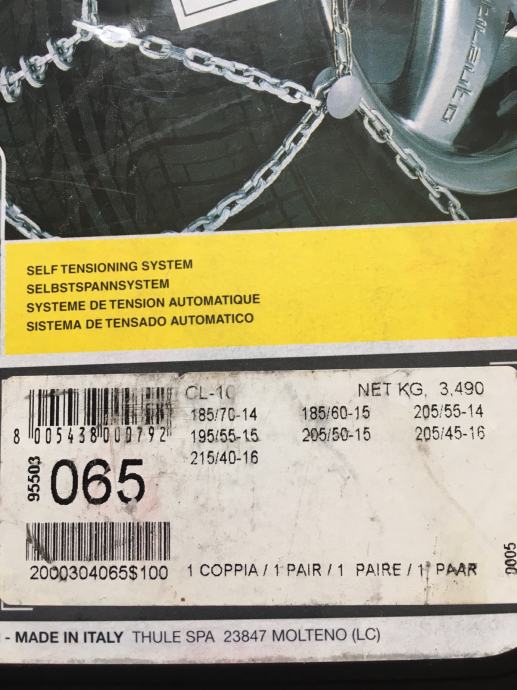 SELF TENSIONING SYSTEM
SELBSTSPANNSYSTEM
SYSTEME DE TENSION AUTOMATIQUE
SISTEMA DE TENSADO AUTOMATICO
CL-10 NET KG, 3,490
185/70-14 185/60-15 205/55-14
195/55-15 205/50-15 205/45-16
215/40-16
8 005438 000792
95503 065
2000304065$100
1 COPPIA / 1 PAIR / 1 PAIRE / 1 PAAR
0005
- MADE IN ITALY THULE SPA 23847 MOLTENO (LC)